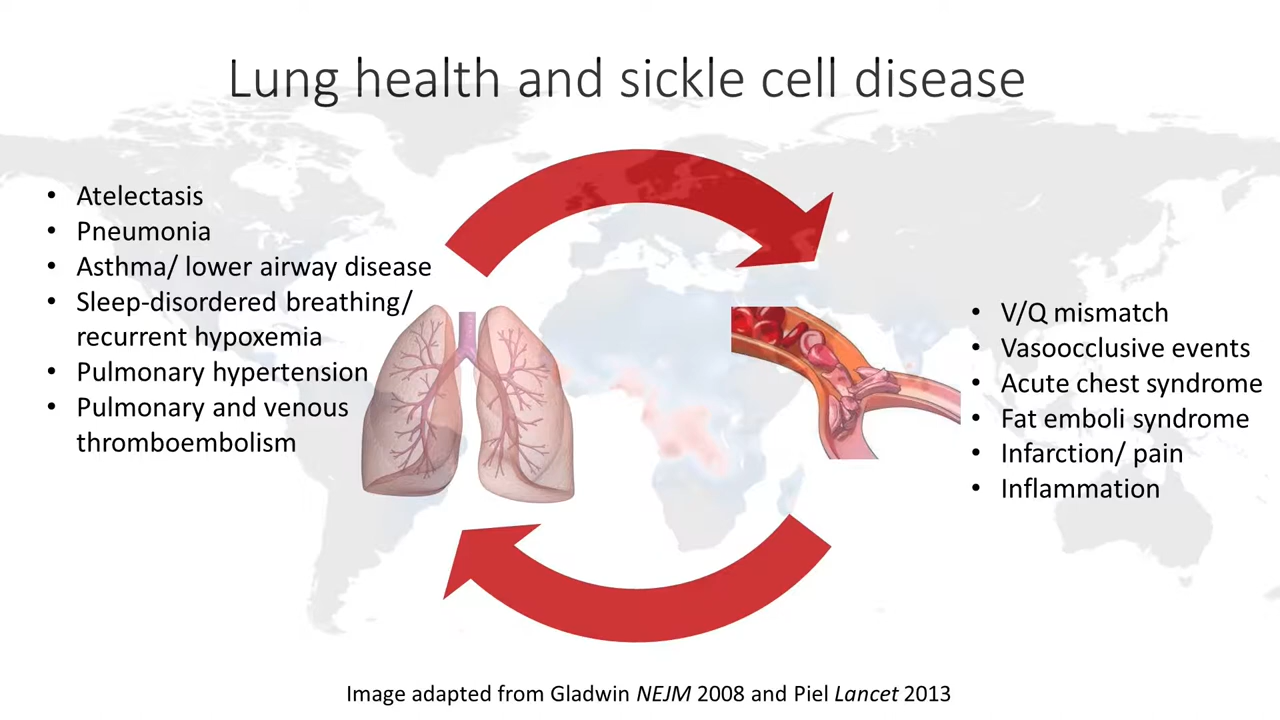 Lung health and sickle cell disease
• Atelectasis
• Pneumonia
• Asthma/ lower airway disease
• Sleep-disordered breathing/
recurrent hypoxemia
• Pulmonary hypertension
• Pulmonary and venous
thromboembolism
• V/Q mismatch
• Vasoocclusive events
• Acute chest syndrome
• Fat emboli syndrome
• Infarction/ pain
• Inflammation
Image adapted from Gladwin NEJM 2008 and Piel Lancet 2013